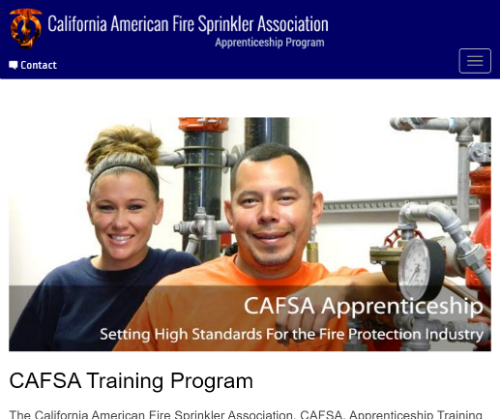 California American Fire Sprinkler Association
Apprenticeship Program
Contact
CAFSA Apprenticeship
Setting High Standards For the Fire Protection Industry
CAFSA Training Program
The California American Fire Sprinkler Association, CAFSA, Apprenticeship Training